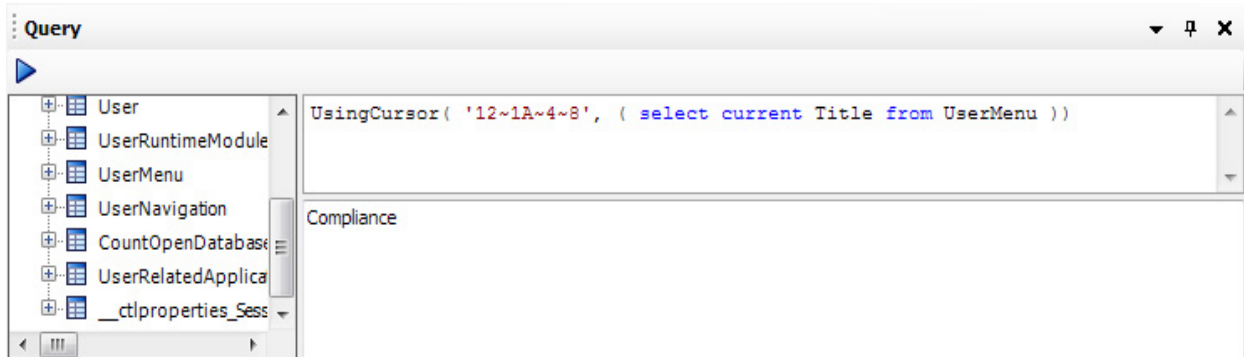 Query
User
UserRuntimeModule
UserMenu
UserNavigation
CountOpenDatabase
UserRelatedApplica
__ctlproperties_Sess
UsingCursor( '12~1A~4~8', ( select current Title from UserMenu ))
Compliance